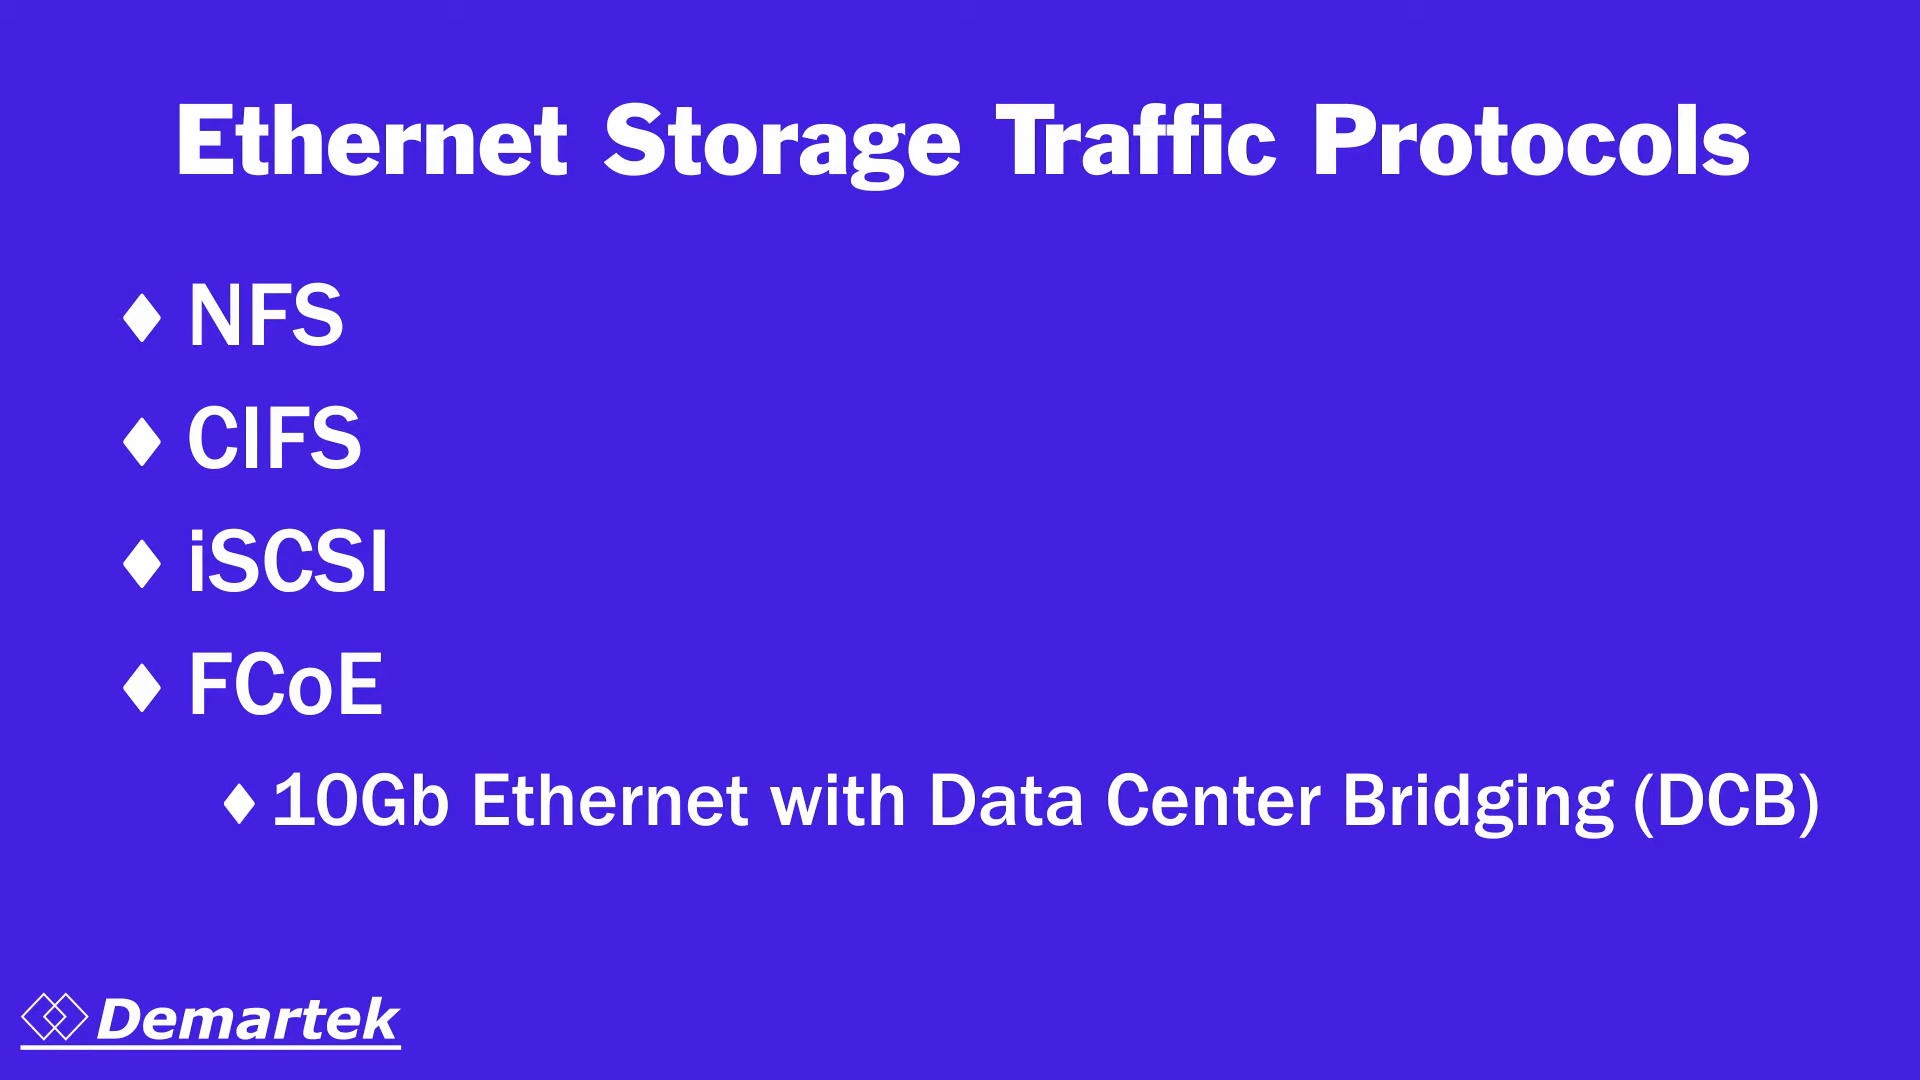 Ethernet Storage Traffic Protocols
♦ NFS
♦ CIFS
♦ iSCSI
♦ FCoE
♦ 10Gb Ethernet with Data Center Bridging (DCB)
Demartek